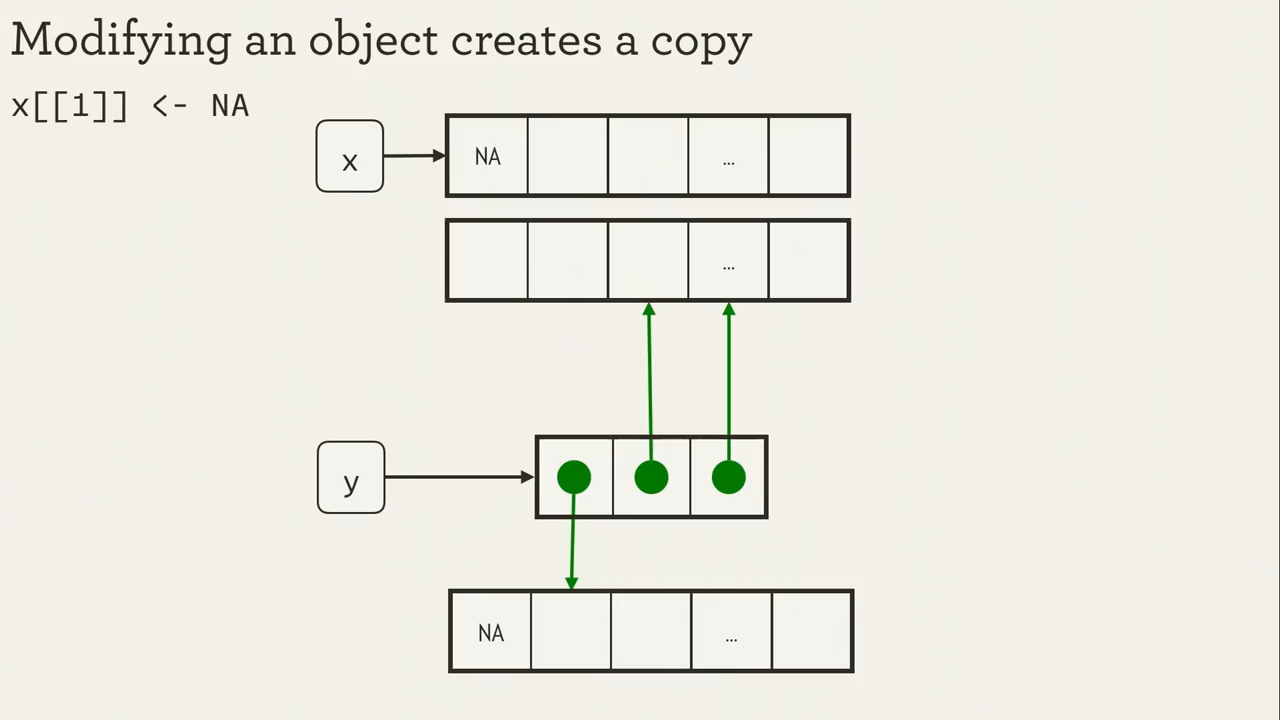 Modifying an object creates a copy
x[[1]] <- NA
x
NA
...
...
y
NA
...